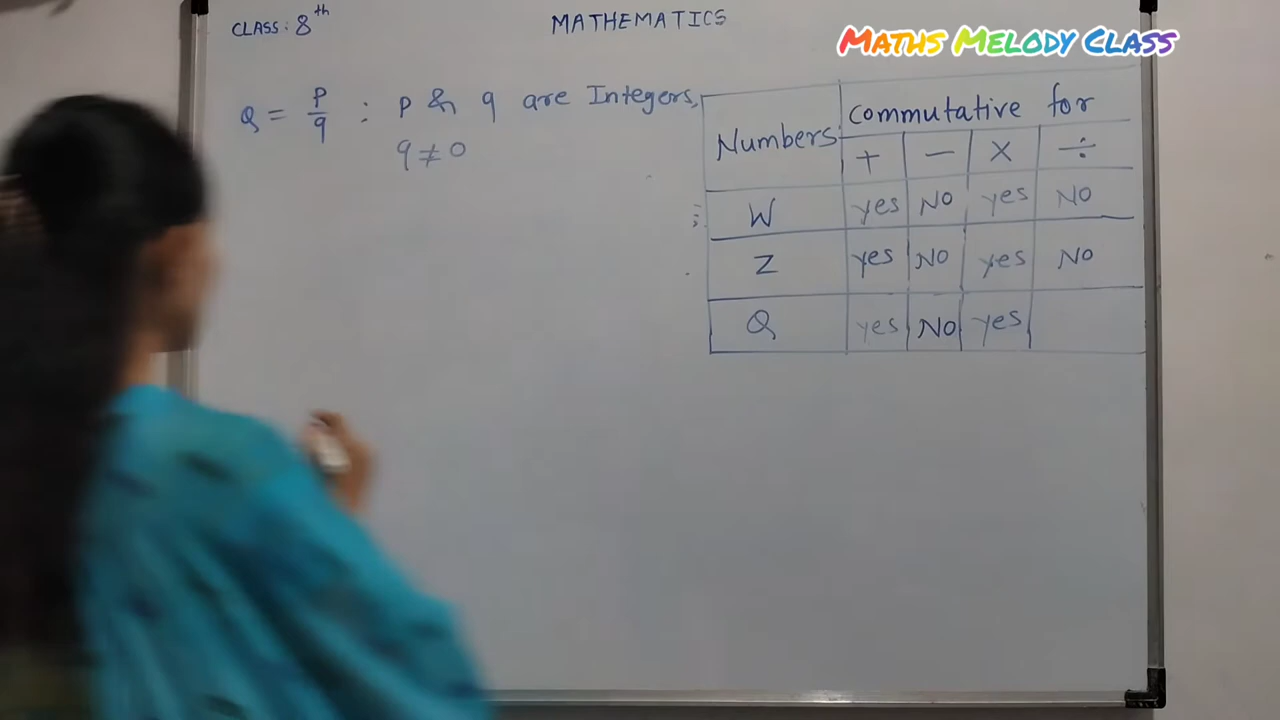 CLASS: 8th
MATHEMATICS
MATHS MELODY CLASS
Q = p/q : p & q are Integers,
q ≠ 0
Numbers commutative for
+ − × ÷
W yes NO yes NO
Z yes NO yes NO
Q yes NO yes